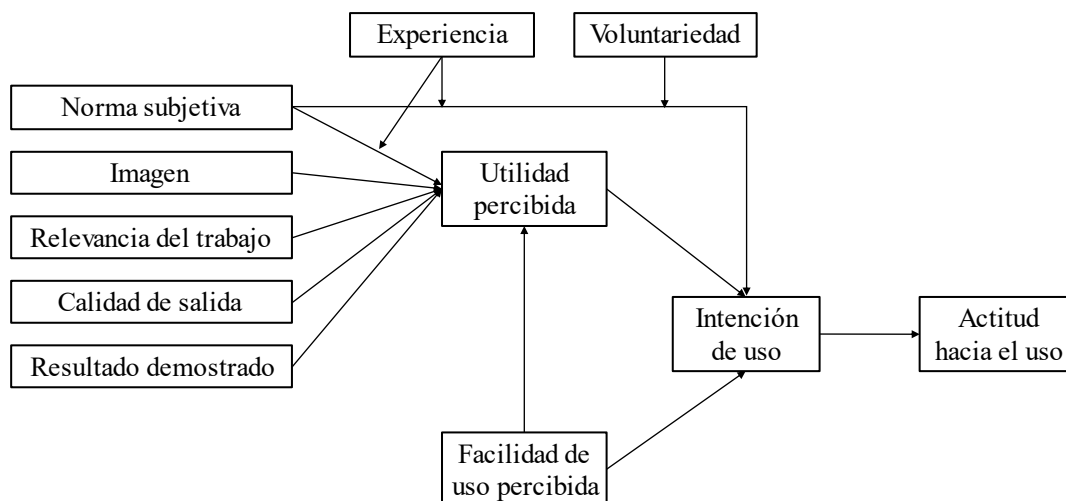 Experiencia
Voluntariedad
Norma subjetiva
Imagen
Relevancia del trabajo
Calidad de salida
Resultado demostrado
Utilidad
percibida
Intención
de uso
Actitud
hacia el uso
Facilidad de
uso percibida